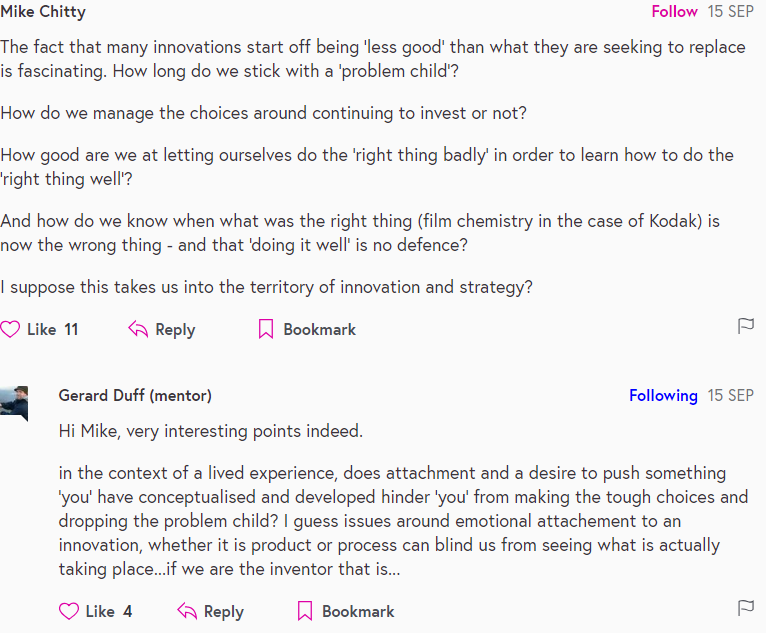 Mike Chitty Follow 15 SEP
The fact that many innovations start off being 'less good' than what they are seeking to replace
is fascinating. How long do we stick with a 'problem child'?
How do we manage the choices around continuing to invest or not?
How good are we at letting ourselves do the 'right thing badly' in order to learn how to do the
'right thing well'?
And how do we know when what was the right thing (film chemistry in the case of Kodak) is
now the wrong thing - and that 'doing it well' is no defence?
I suppose this takes us into the territory of innovation and strategy?
Like 11 Reply Bookmark
Gerard Duff (mentor) Following 15 SEP
Hi Mike, very interesting points indeed.
in the context of a lived experience, does attachment and a desire to push something
'you' have conceptualised and developed hinder 'you' from making the tough choices and
dropping the problem child? I guess issues around emotional attachement to an
innovation, whether it is product or process can blind us from seeing what is actually
taking place...if we are the inventor that is...
Like 4 Reply Bookmark